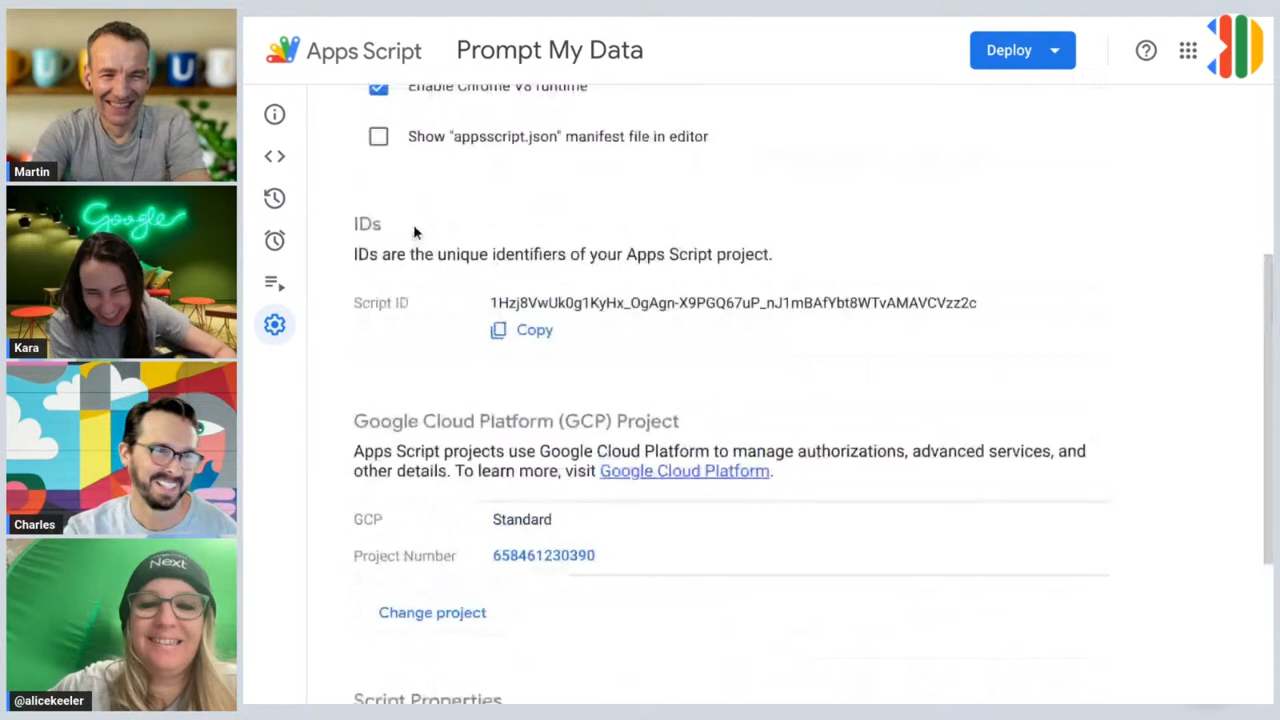 Martin
Google
Kara
Charles
Next
@alicekeeler
Apps Script
Prompt My Data
Deploy
Enable Chrome V8 runtime
Show "appsscript.json" manifest file in editor
IDs
IDs are the unique identifiers of your Apps Script project.
Script ID
1Hzj8VwUk0g1KyHx_OgAgn-X9PGQ67uP_nJ1mBAfYbt8WTvAMAVCVzz2c
Copy
Google Cloud Platform (GCP) Project
Apps Script projects use Google Cloud Platform to manage authorizations, advanced services, and
other details. To learn more, visit Google Cloud Platform.
GCP
Standard
Project Number
658461230390
Change project
Script Properties